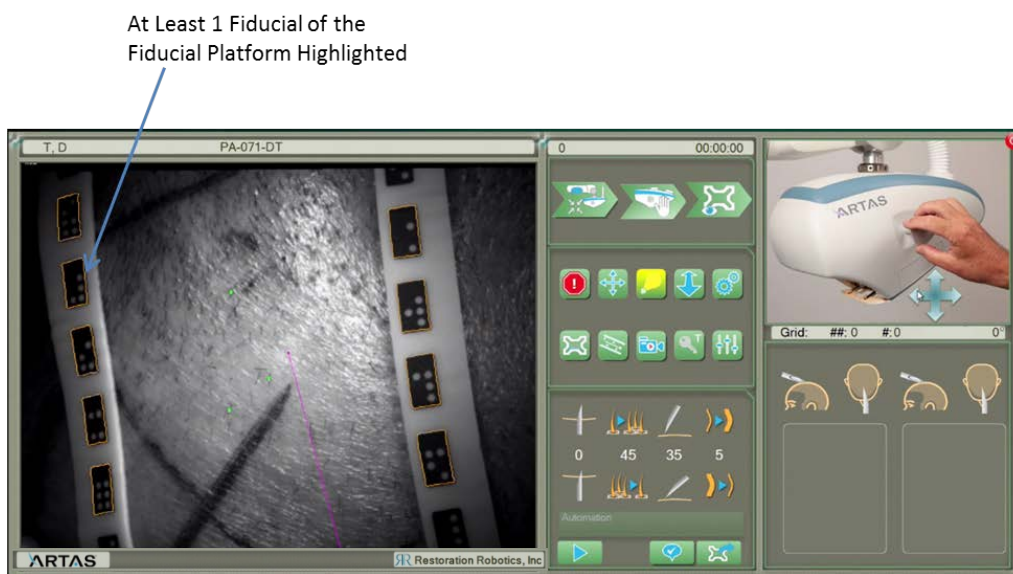 At Least 1 Fiducial of the
Fiducial Platform Highlighted
T, D
PA-071-DT
0
00:00:00
ARTAS
Grid: ##: 0 #: 0 0°
T
0 45 35 5
Automation
ARTAS
RR Restoration Robotics, Inc